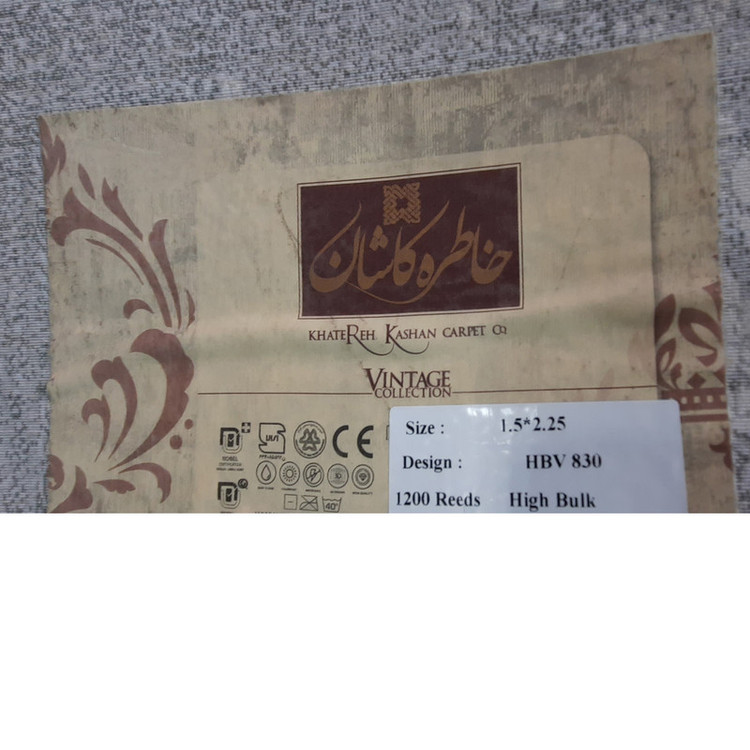 خاطره کاشان
KHATEREH KASHAN CARPET CO
VINTAGE
COLLECTION
Size : 1.5*2.25
Design : HBV 830
1200 Reeds High Bulk
CE
40°